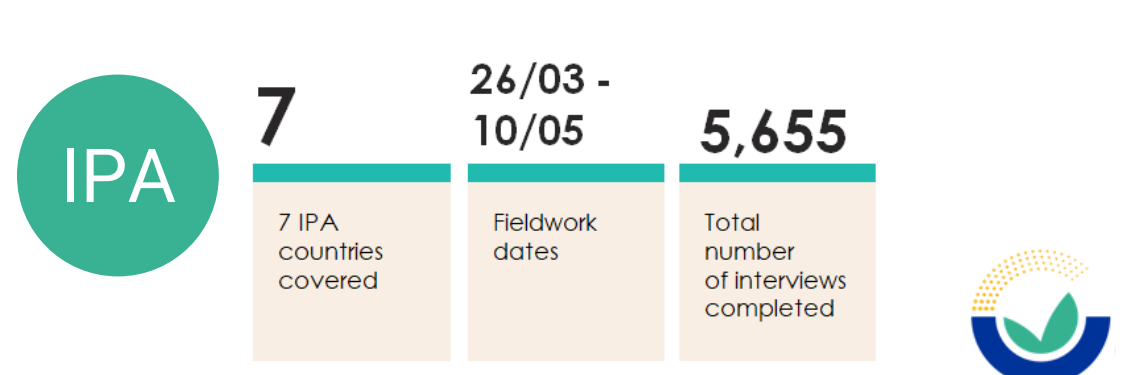 IPA
7
7 IPA
countries
covered
26/03 -
10/05
Fieldwork
dates
5,655
Total
number
of interviews
completed